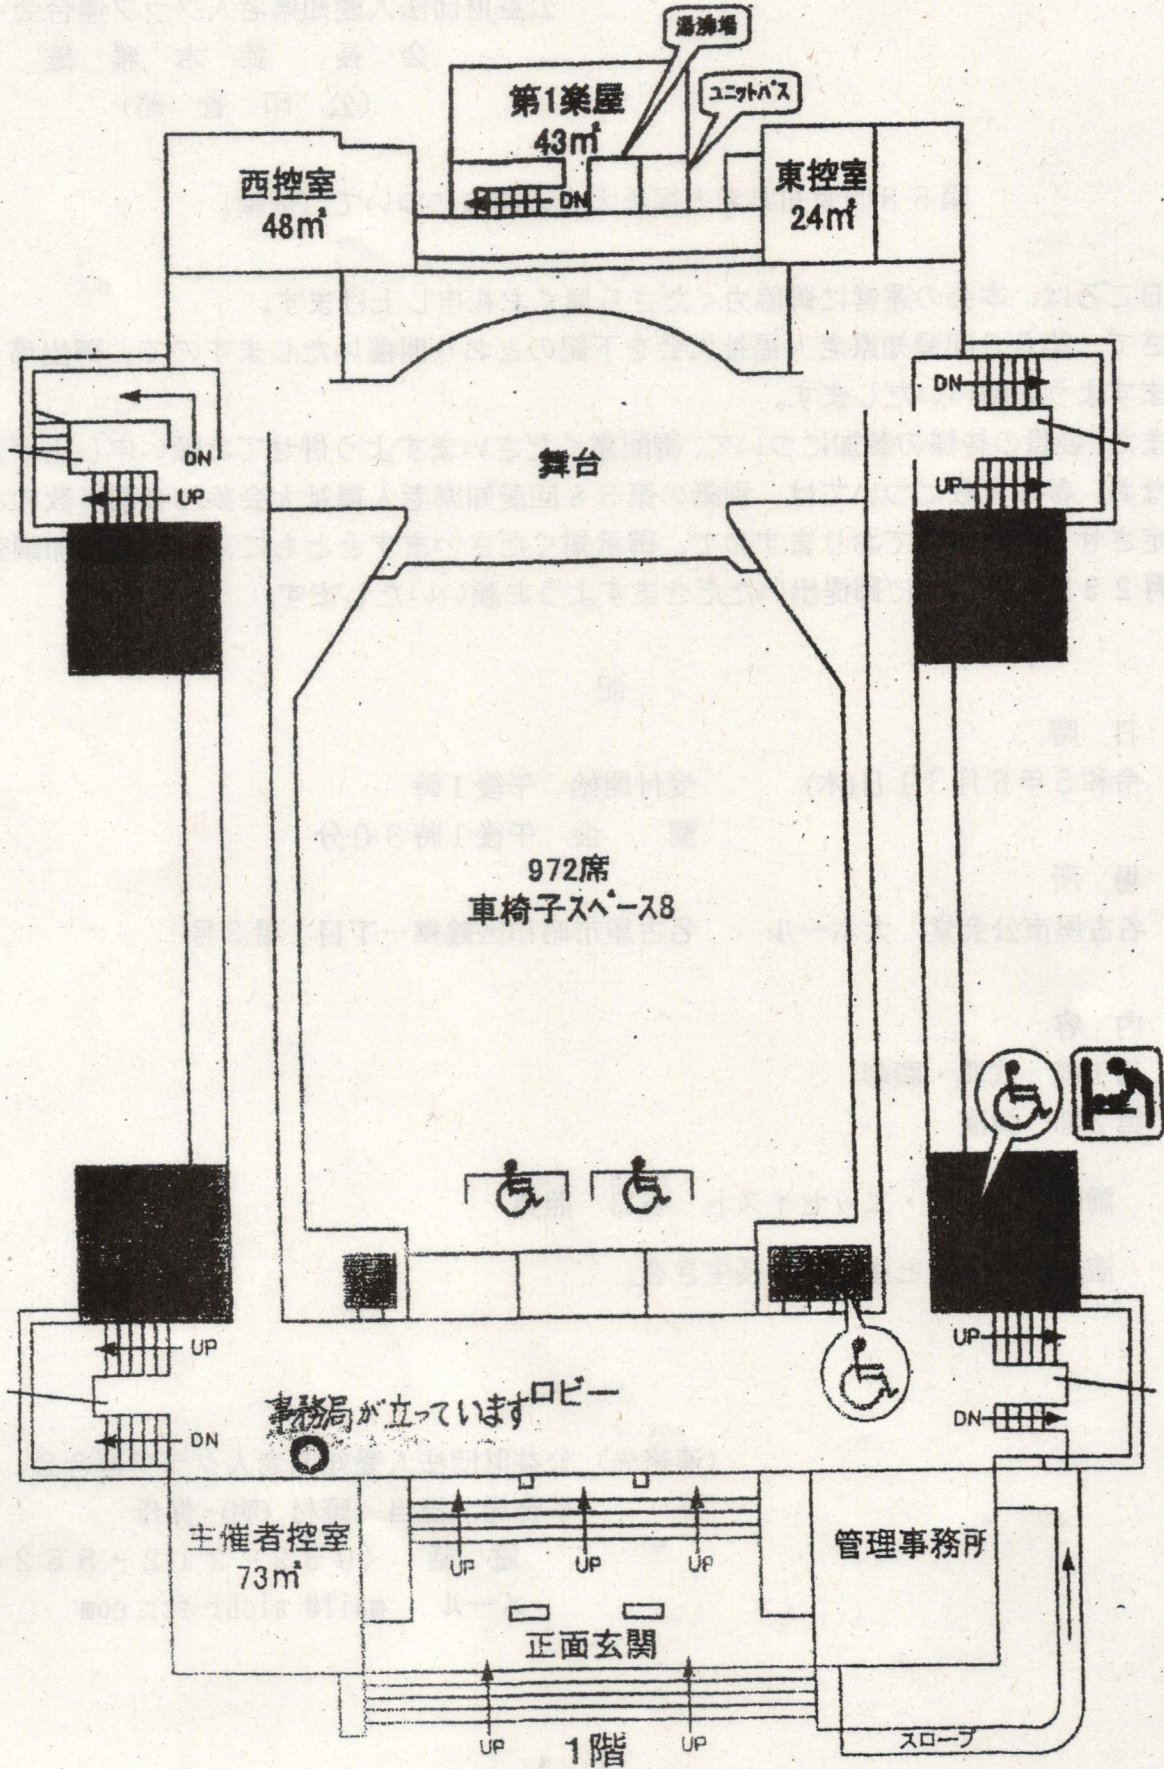 湯沸場
第1楽屋
43㎡
ユニットバス
西控室
48㎡
DN
東控室
24㎡
DN
UP
DN
UP
舞台
972席
車椅子スペース8
UP
DN
UP
DN
事務局が立っています
ロビー
主催者控室
73㎡
UP
UP
UP
管理事務所
正面玄関
UP
UP
1階
スロープ